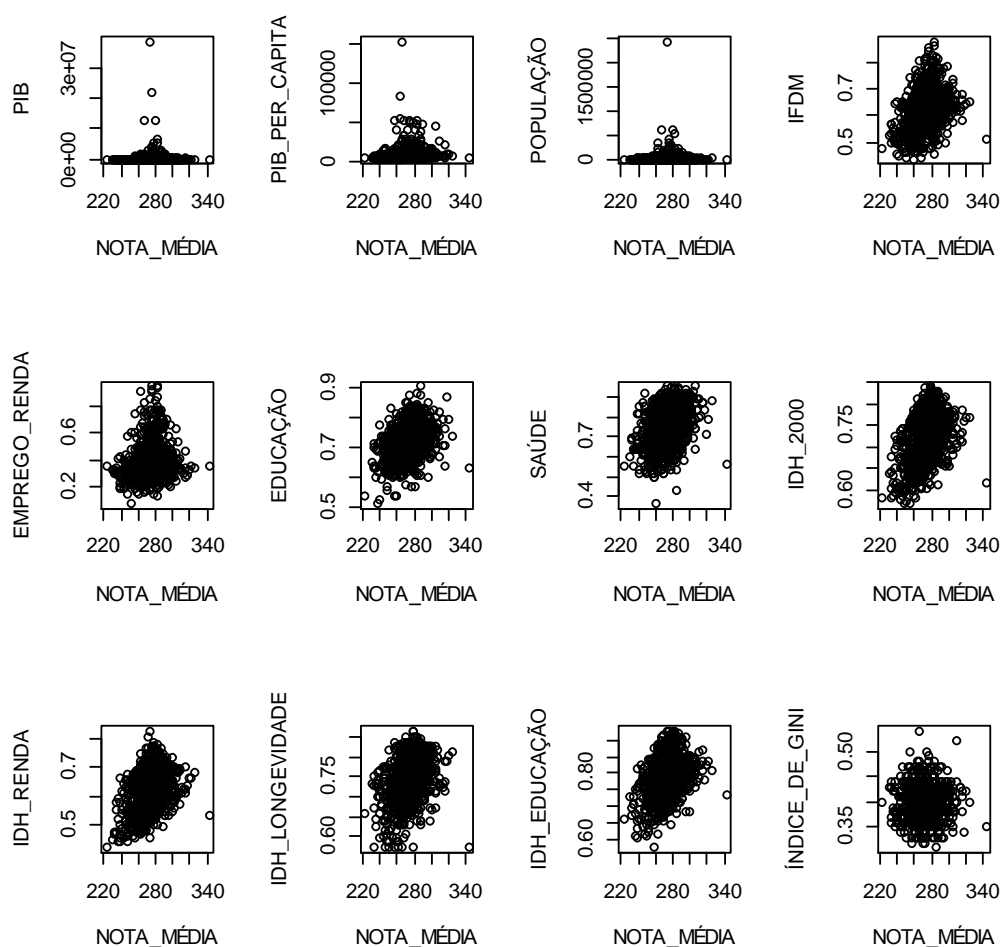 PIB
0e+00 3e+07
220 280 340
NOTA_MÉDIA
PIB_PER_CAPITA
0 100000
220 280 340
NOTA_MÉDIA
POPULAÇÃO
0 1500000
220 280 340
NOTA_MÉDIA
IFDM
0.5 0.7
220 280 340
NOTA_MÉDIA
EMPREGO_RENDA
0.2 0.6
220 280 340
NOTA_MÉDIA
EDUCAÇÃO
0.5 0.7 0.9
220 280 340
NOTA_MÉDIA
SAÚDE
0.4 0.7
220 280 340
NOTA_MÉDIA
IDH_2000
0.60 0.75
220 280 340
NOTA_MÉDIA
IDH_RENDA
0.5 0.7
220 280 340
NOTA_MÉDIA
IDH_LONGEVIDADE
0.60 0.75
220 280 340
NOTA_MÉDIA
IDH_EDUCAÇÃO
0.60 0.80
220 280 340
NOTA_MÉDIA
ÍNDICE_DE_GINI
0.35 0.50
220 280 340
NOTA_MÉDIA